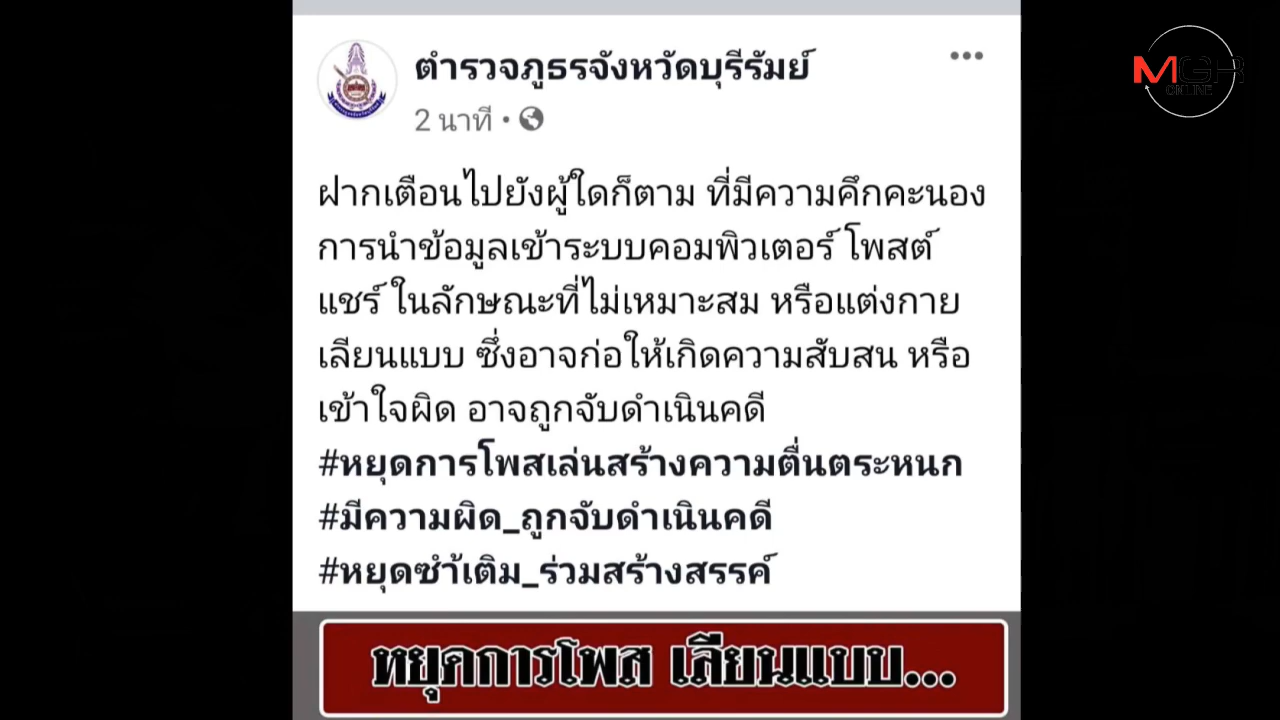 ตำรวจภูธรจังหวัดบุรีรัมย์
2 นาที
MGR
ONLINE
ฝากเตือนไปยังผู้ใดก็ตาม ที่มีความคึกคะนอง
การนำข้อมูลเข้าระบบคอมพิวเตอร์ โพสต์
แชร์ ในลักษณะที่ไม่เหมาะสม หรือแต่งกาย
เลียนแบบ ซึ่งอาจก่อให้เกิดความสับสน หรือ
เข้าใจผิด อาจถูกจับดำเนินคดี
#หยุดการโพสเล่นสร้างความตื่นตระหนก
#มีความผิด_ถูกจับดำเนินคดี
#หยุดซำ้เติม_ร่วมสร้างสรรค์
หยุดการโพส เลียนแบบ...